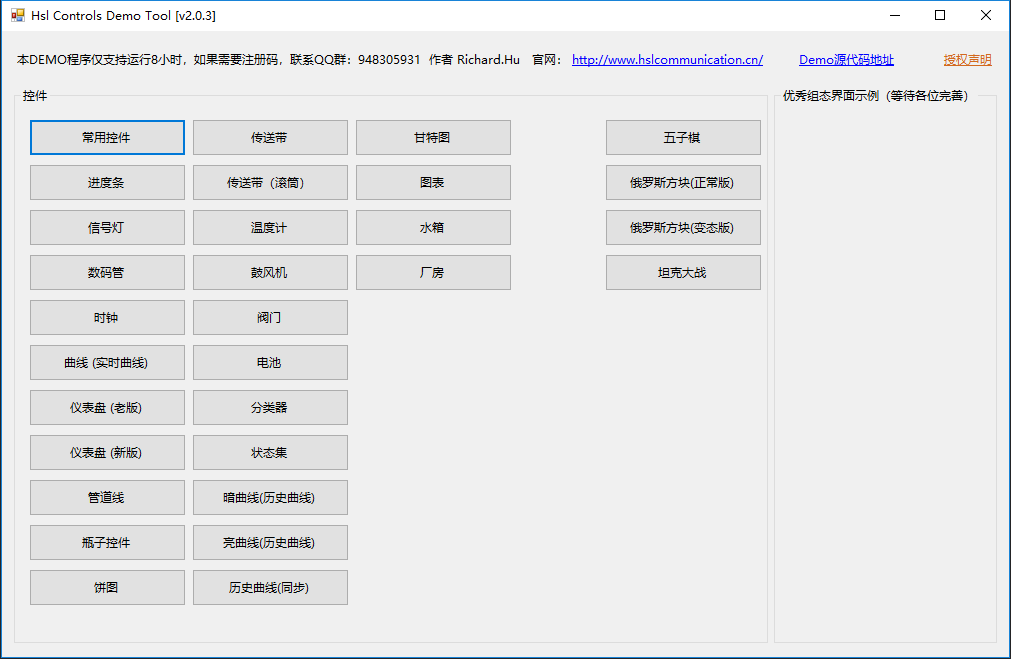 Hsl Controls Demo Tool [v2.0.3]
本DEMO程序仅支持运行8小时，如果需要注册码，联系QQ群：948305931 作者 Richard.Hu 官网： http://www.hslcommunication.cn/ Demo源代码地址 授权声明
控件
优秀组态界面示例（等待各位完善）
常用控件 传送带 甘特图 五子棋
进度条 传送带（滚筒） 图表 俄罗斯方块(正常版)
信号灯 温度计 水箱 俄罗斯方块(变态版)
数码管 鼓风机 厂房 坦克大战
时钟 阀门
曲线 (实时曲线) 电池
仪表盘 (老版) 分类器
仪表盘 (新版) 状态集
管道线 暗曲线(历史曲线)
瓶子控件 亮曲线(历史曲线)
饼图 历史曲线(同步)